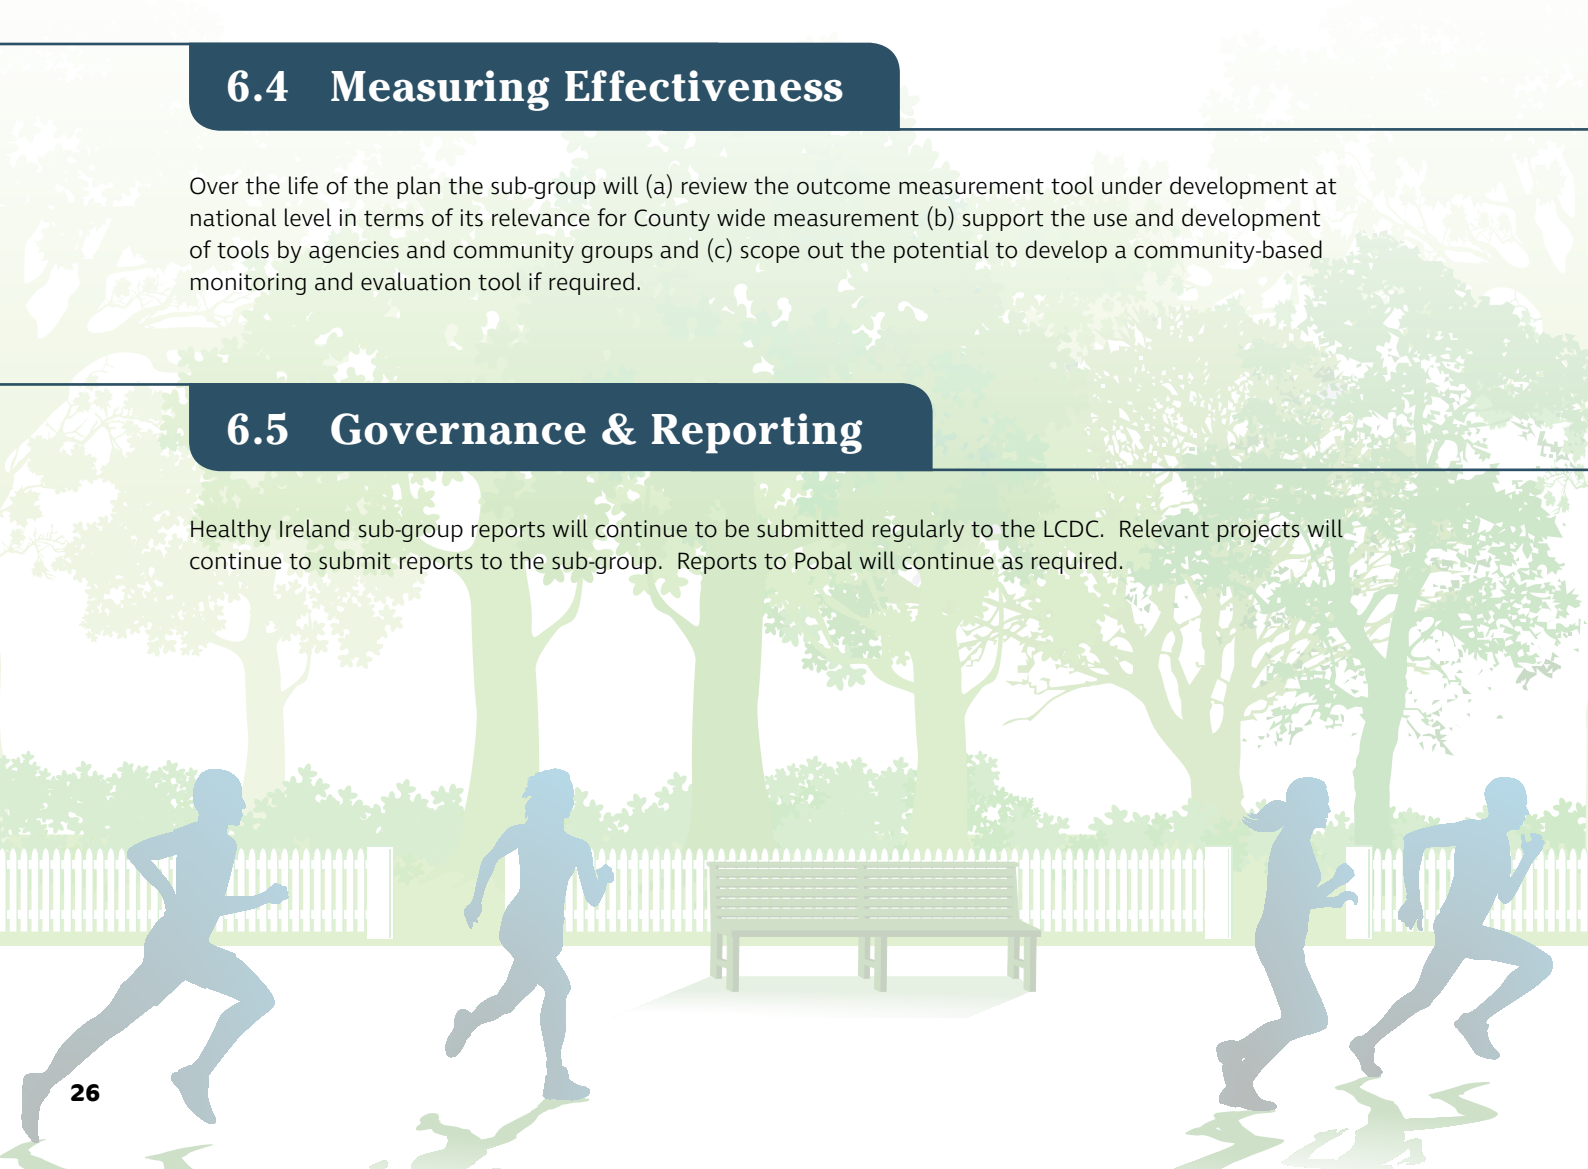 6.4 Measuring Effectiveness
Over the life of the plan the sub-group will (a) review the outcome measurement tool under development at
national level in terms of its relevance for County wide measurement (b) support the use and development
of tools by agencies and community groups and (c) scope out the potential to develop a community-based
monitoring and evaluation tool if required.
6.5 Governance & Reporting
Healthy Ireland sub-group reports will continue to be submitted regularly to the LCDC. Relevant projects will
continue to submit reports to the sub-group. Reports to Pobal will continue as required.
26